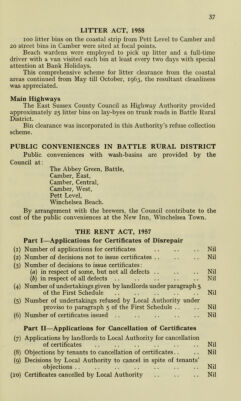 37
LITTER ACT, 1958
100 litter bins on the coastal strip from Pett Level to Camber and
20 street bins in Camber were sited at focal points.
Beach wardens were employed to pick up litter and a full-time
driver with a van visited each bin at least every two days with special
attention at Bank Holidays.
This comprehensive scheme for litter clearance from the coastal
areas continued from May till October, 1963, the resultant cleanliness
was appreciated.
Main Highways
The East Sussex County Council as Highway Authority provided
approximately 25 litter bins on lay-byes on trunk roads in Battle Rural
District.
Bin clearance was incorporated in this Authority's refuse collection
scheme.
PUBLIC CONVENIENCES IN BATTLE RURAL DISTRICT
Public conveniences with wash-basins are provided by the
Council at:
The Abbey Green, Battle,
Camber, East,
Camber, Central,
Camber, West,
Pett Level,
Winchelsea Beach.
By arrangement with the brewers, the Council contribute to the
cost of the public conveniences at the New Inn, Winchelsea Town.
THE RENT ACT, 1957
Part I—Applications for Certificates of Disrepair
(1) Number of applications for certificates .. .. .. Nil
(2) Number of decisions not to issue certificates .. .. .. Nil
(3) Number of decisions to issue certificates:
(a) in respect of some, but not all defects .. .. .. Nil
(b) in respect of all defects .. .. .. .. Nil
(4) Number of undertakings given by landlords under paragraph 5
of the First Schedule .. .. .. .. .. Nil
(5) Number of undertakings refused by Local Authority under
proviso to paragraph 5 of the First Schedule .. .. Nil
(6) Number of certificates issued .. .. .. .. Nil
Part II—Applications for Cancellation of Certificates
(7) Applications by landlords to Local Authority for cancellation
of certificates .. .. .. .. .. .. Nil
(8) Objections by tenants to cancellation of certificates .. .. Nil
(9) Decisions by Local Authority to cancel in spite of tenants'
objections .. .. .. .. .. .. .. Nil
(10) Certificates cancelled by Local Authority .. .. .. Nil